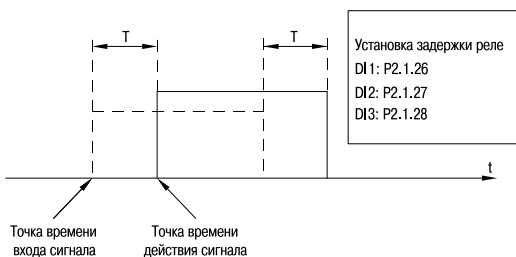 T
T
Установка задержки реле
DI1: P2.1.26
DI2: P2.1.27
DI3: P2.1.28
t
Точка времени
входа сигнала
Точка времени
действия сигнала